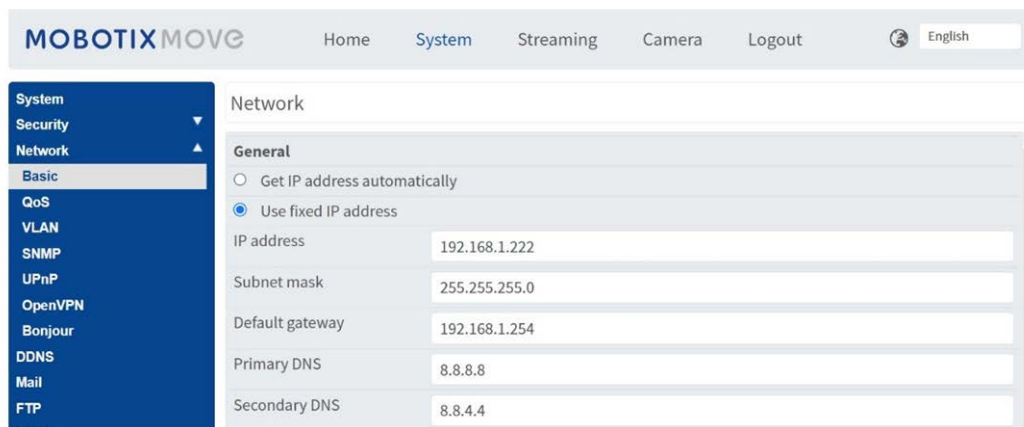 MOBOTIX MOVE Home System Streaming Camera Logout English
System
Security
Network
Basic
QoS
VLAN
SNMP
UPnP
OpenVPN
Bonjour
DDNS
Mail
FTP
Network
General
Get IP address automatically
Use fixed IP address
IP address 192.168.1.222
Subnet mask 255.255.255.0
Default gateway 192.168.1.254
Primary DNS 8.8.8.8
Secondary DNS 8.8.4.4